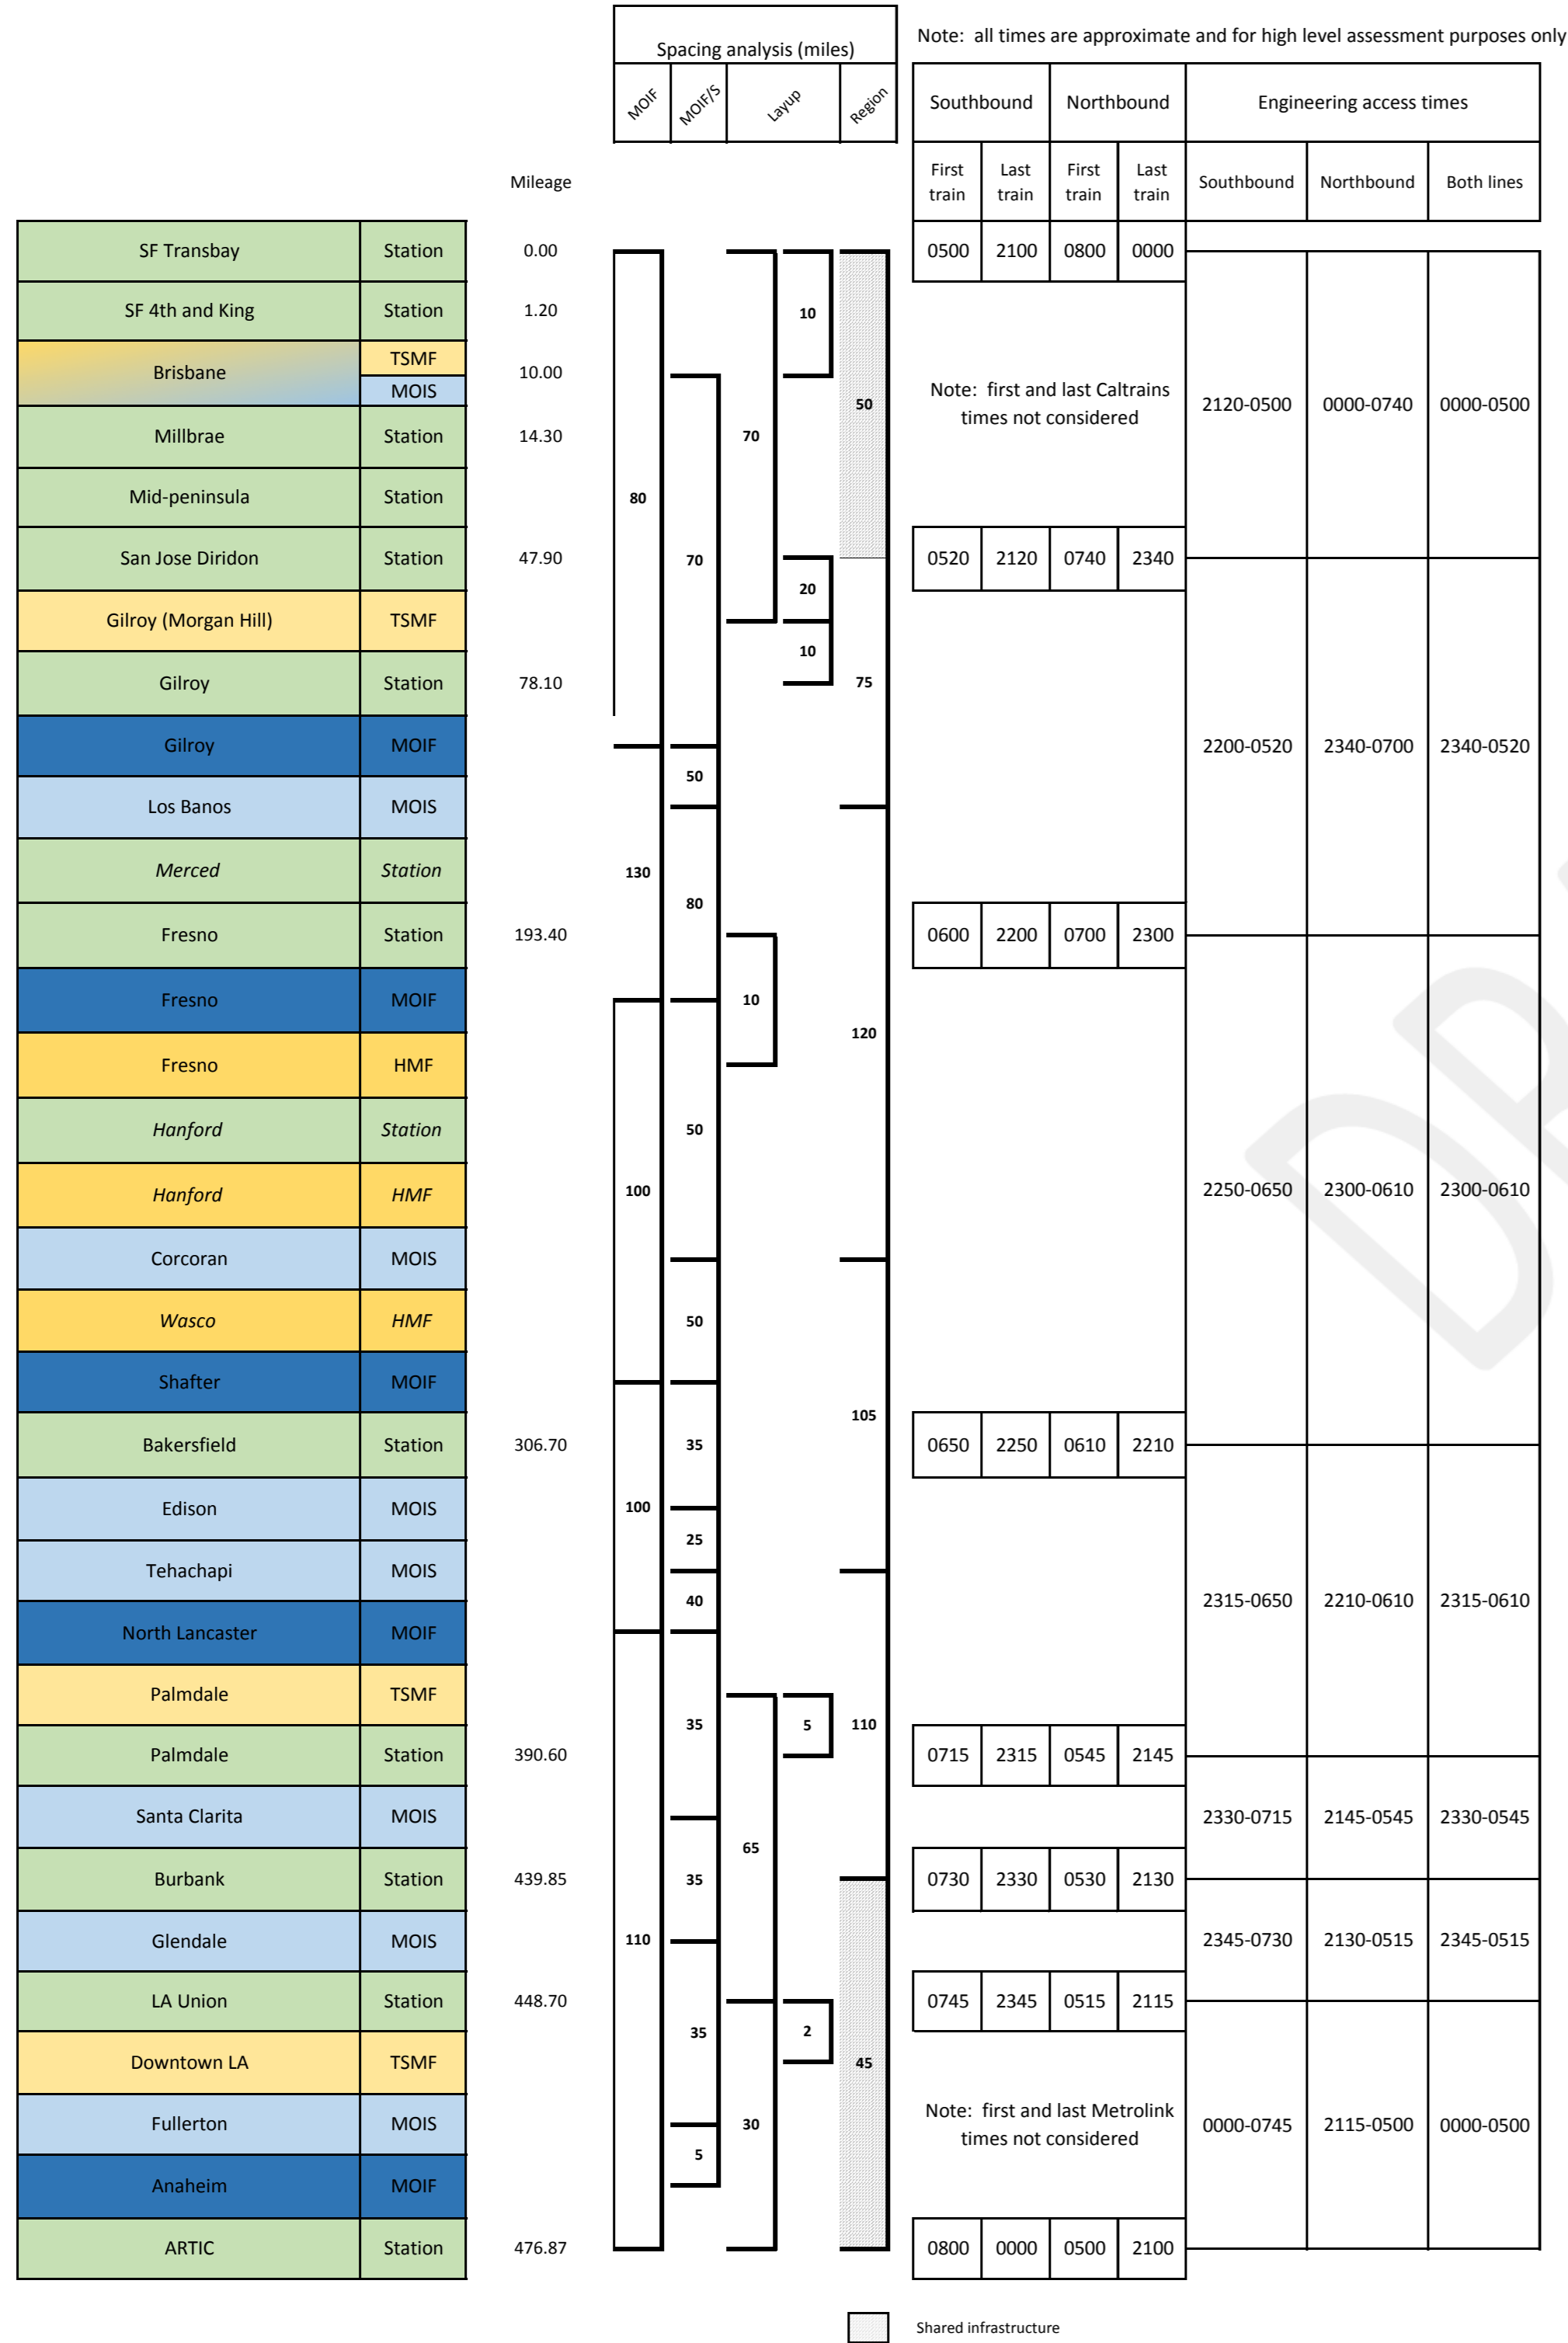 Spacing analysis (miles)
Note: all times are approximate and for high level assessment purposes only
MOIF MOIF/S Layup Region
Southbound Northbound Engineering access times
Mileage
First train Last train First train Last train Southbound Northbound Both lines
SF Transbay Station 0.00 0500 2100 0800 0000
SF 4th and King Station 1.20 10
Brisbane TSMF 10.00
MOIS
Note: first and last Caltrains
times not considered
50 2120-0500 0000-0740 0000-0500
Millbrae Station 14.30 70
Mid-peninsula Station 80
San Jose Diridon Station 47.90 70 0520 2120 0740 2340
20
Gilroy (Morgan Hill) TSMF
10
Gilroy Station 78.10 75
Gilroy MOIF 2200-0520 2340-0700 2340-0520
50
Los Banos MOIS
Merced Station 130
80
Fresno Station 193.40 0600 2200 0700 2300
Fresno MOIF 10
120
Fresno HMF
Hanford Station 50
Hanford HMF 100 2250-0650 2300-0610 2300-0610
Corcoran MOIS
Wasco HMF 50
Shafter MOIF
105
Bakersfield Station 306.70 35 0650 2250 0610 2210
Edison MOIS 100
25
Tehachapi MOIS
40 2315-0650 2210-0610 2315-0610
North Lancaster MOIF
Palmdale TSMF
35 5 110
Palmdale Station 390.60 0715 2315 0545 2145
Santa Clarita MOIS 2330-0715 2145-0545 2330-0545
65
Burbank Station 439.85 35 0730 2330 0530 2130
Glendale MOIS 110 2345-0730 2130-0515 2345-0515
LA Union Station 448.70 0745 2345 0515 2115
35 2
Downtown LA TSMF 45
Note: first and last Metrolink
times not considered
Fullerton MOIS 30 0000-0745 2115-0500 0000-0500
5
Anaheim MOIF
ARTIC Station 476.87 0800 0000 0500 2100
Shared infrastructure